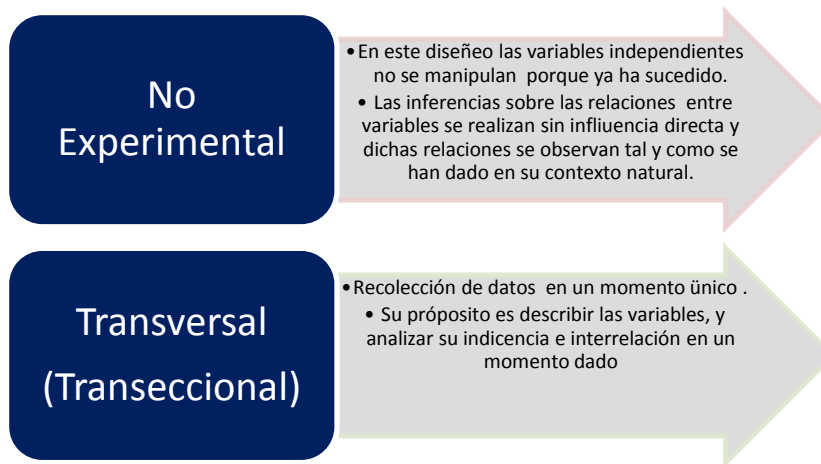 No
Experimental
•En este diseñeo las variables independientes
no se manipulan porque ya ha sucedido.
• Las inferencias sobre las relaciones entre
variables se realizan sin infliuencia directa y
dichas relaciones se observan tal y como se
han dado en su contexto natural.
Transversal
(Transeccional)
•Recolección de datos en un momento ünico .
• Su próposito es describir las variables, y
analizar su indicencia e interrelación en un
momento dado